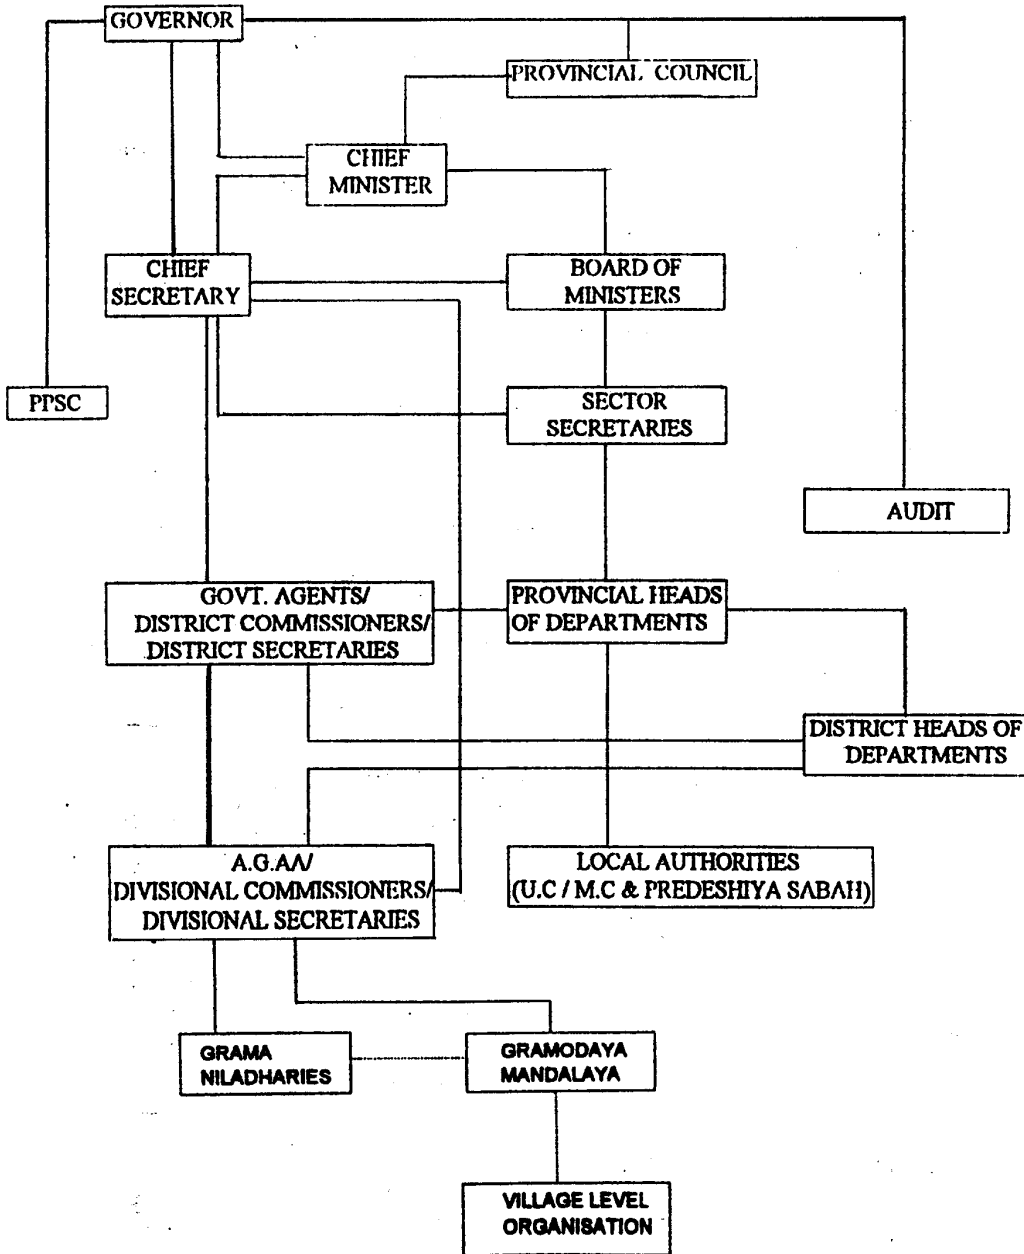 GOVERNOR
PROVINCIAL COUNCIL
CHIEF
MINISTER
CHIEF
SECRETARY
BOARD OF
MINISTERS
PPSC
SECTOR
SECRETARIES
AUDIT
GOVT. AGENTS/
DISTRICT COMMISSIONERS/
DISTRICT SECRETARIES
PROVINCIAL HEADS
OF DEPARTMENTS
DISTRICT HEADS OF
DEPARTMENTS
A.G.AA/
DIVISIONAL COMMISSIONERS/
DIVISIONAL SECRETARIES
LOCAL AUTHORITIES
(U.C / M.C & PREDESHIYA SABAH)
GRAMA
NILADHARIES
GRAMODAYA
MANDALAYA
VILLAGE LEVEL
ORGANISATION